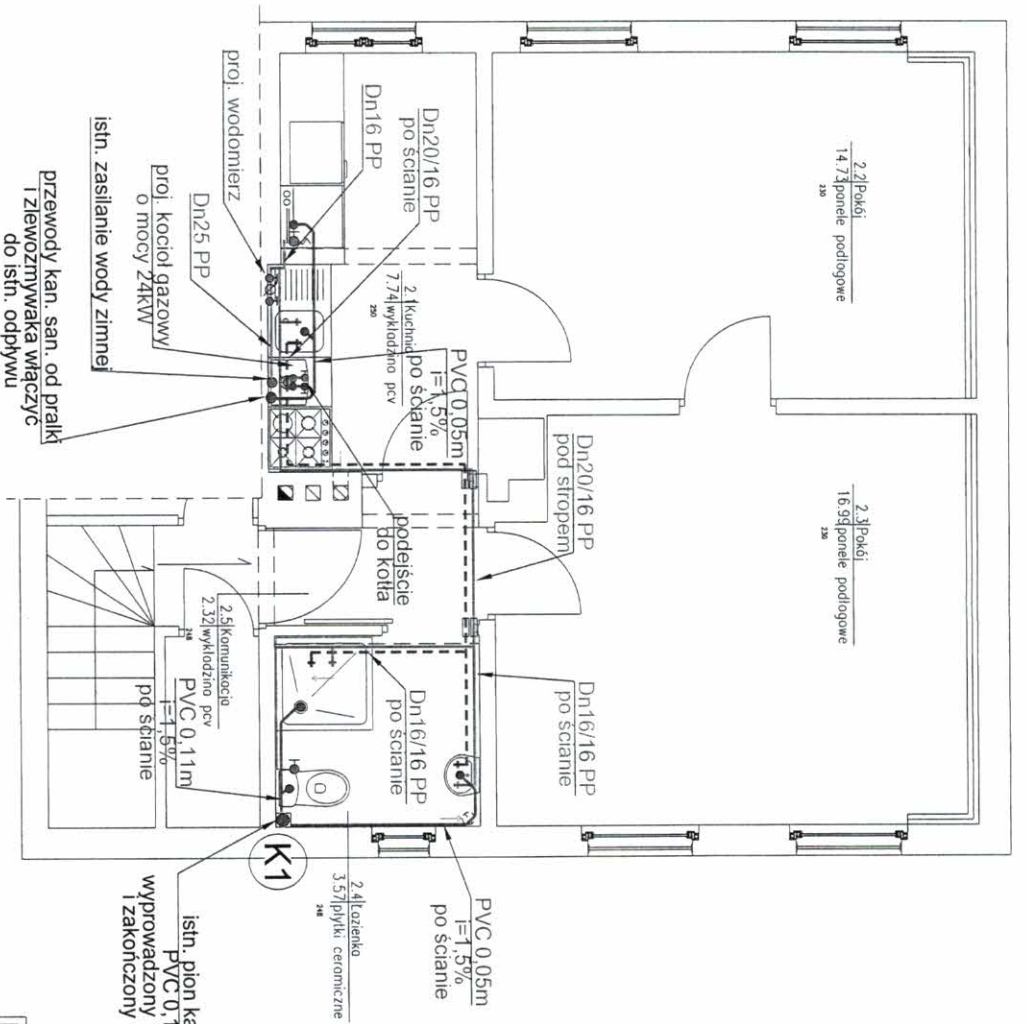 proj. wodomierz
Dn16 PP
Dn20/16 PP
po ścianie
2.2 Pokój
14.73 panele podłogowe
230
istn. zasilanie wody zimnej
proj. kocioł gazowy
o mocy 24kW
Dn25 PP
2.1 Kuchnia
7.74 wykładzina pcv
250
PVC 0,05m
i=1,5%
po ścianie
przewody kan. san. od pralki
i zlewozmywaka włączyć
do istn. odpływu
Dn20/16 PP
pod stropem
2.3 Pokój
16.99 panele podłogowe
230
podejście
do kotła
2.5 Komunikacja
2.32 wykładzina pcv
248
PVC 0,11m
i=1,5%
po ścianie
Dn16/16 PP
po ścianie
Dn16/16 PP
po ścianie
K1
2.4 Łazienka
3.57 płytki ceramiczne
248
PVC 0,05m
i=1,5%
po ścianie
istn. pion
PVC
wyprowadzony
i zakończony